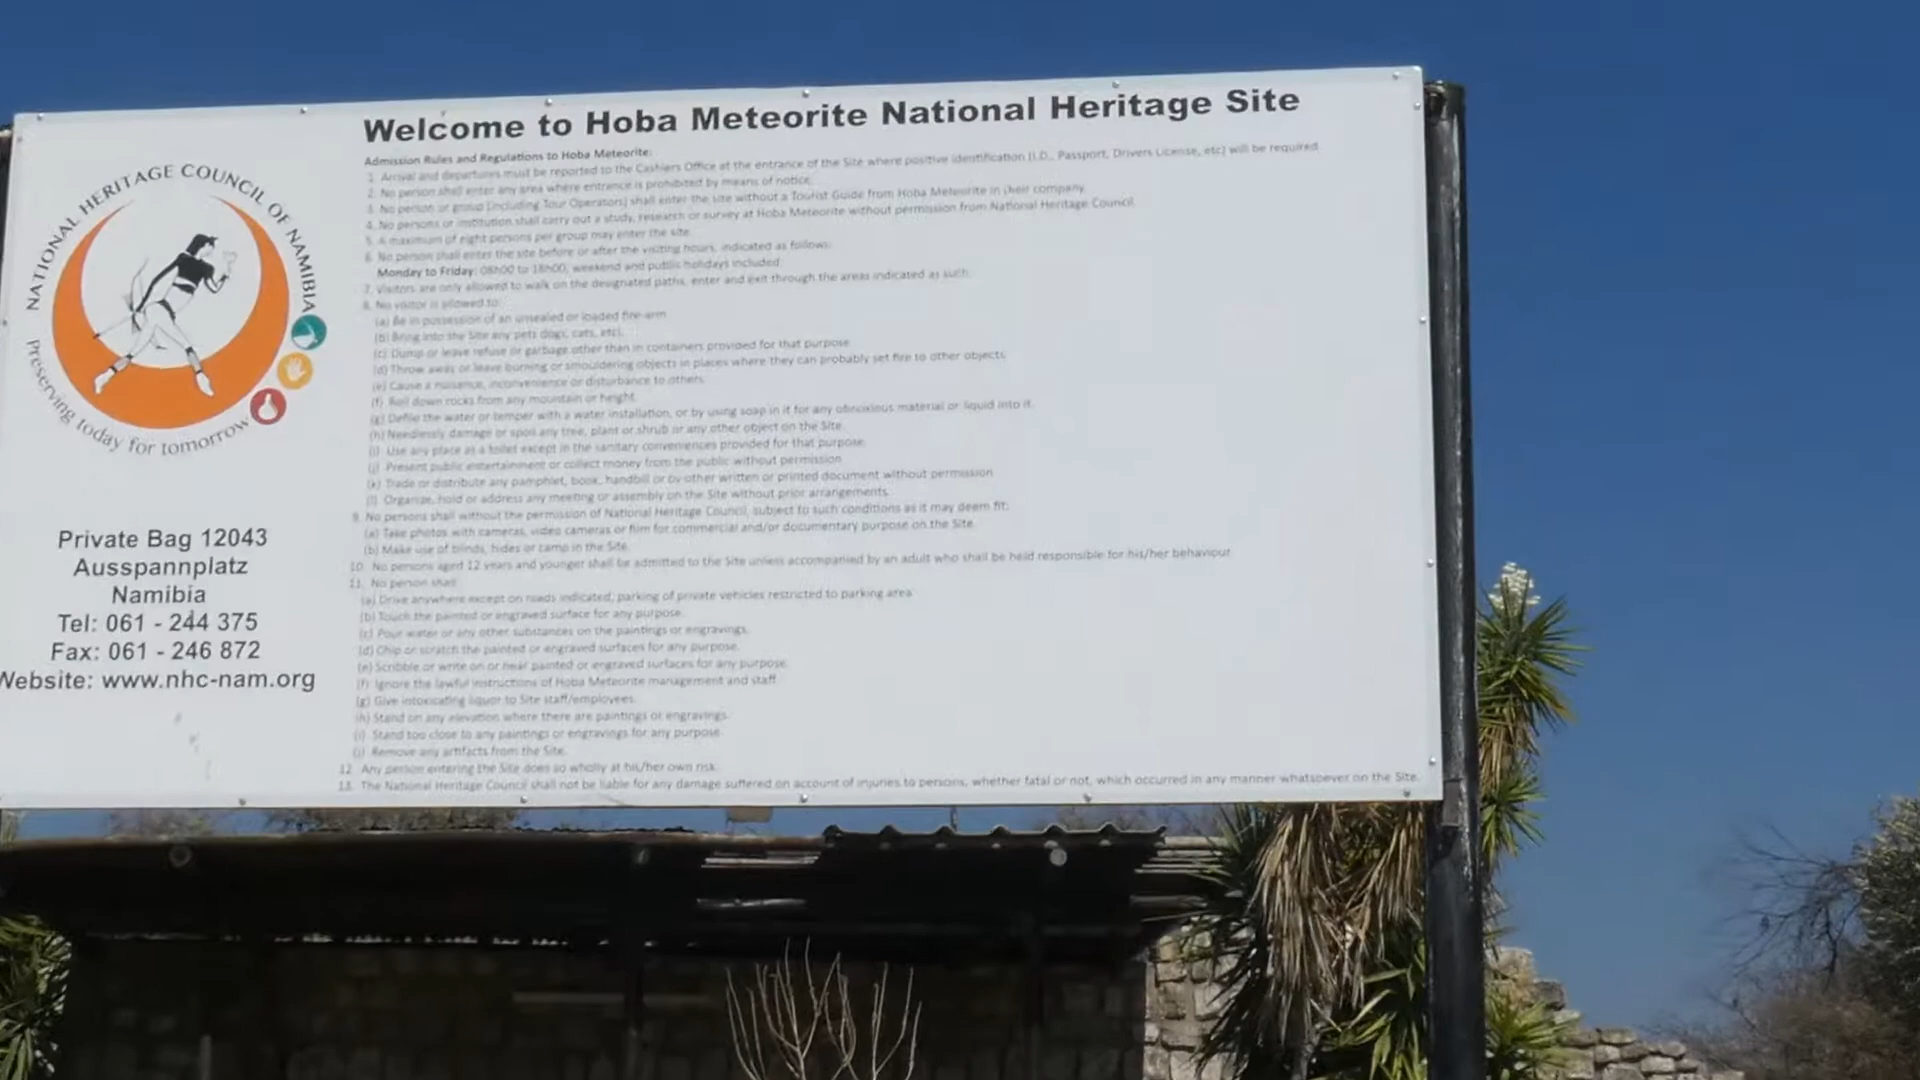 NATIONAL HERITAGE COUNCIL OF NAMIBIA
Preserving today for tomorrow
Private Bag 12043
Ausspannplatz
Namibia
Tel: 061 - 244 375
Fax: 061 - 246 872
Website: www.nhc-nam.org
Welcome to Hoba Meteorite National Heritage Site
Admission Rules and Regulations to Hoba Meteorite:
1. Arrival and departures must be reported to the Cashiers Office at the entrance of the Site where positive identification (I.D., Passport, Drivers License, etc) will be required.
2. No person shall enter any area where entrance is prohibited by means of notice.
3. No person or group (including Tour Operators) shall enter the site without a Tourist Guide from Hoba Meteorite in their company.
4. No persons or institution shall carry out a study, research or survey at Hoba Meteorite without permission from National Heritage Council.
5. A maximum of eight persons per group may enter the site.
6. No person shall enter the site before or after the visiting hours, indicated as follows:
Monday to Friday: 08h00 to 18h00, weekend and public holidays included.
7. Visitors are only allowed to walk on the designated paths, enter and exit through the areas indicated as such.
8. No visitor is allowed to:
(a) Be in possession of an unsealed or loaded fire-arm.
(b) Bring into the Site any pets dogs, cats, etc).
(c) Dump or leave refuse or garbage other than in containers provided for that purpose.
(d) Throw away or leave burning or smouldering objects in places where they can probably set fire to other objects.
(e) Cause a nuisance, inconvenience or disturbance to others.
(f) Roll down rocks from any mountain or height.
(g) Defile the water or temper with a water installation, or by using soap in it for any obnoxious material or liquid into it.
(h) Needlessly damage or spoil any tree, plant or shrub or any other object on the Site.
(i) Use any place as a toilet except in the sanitary conveniences provided for that purpose.
(j) Present public entertainment or collect money from the public without permission.
(k) Trade or distribute any pamphlet, book, handbill or by other written or printed document without permission.
(l) Organise, hold or address any meeting or assembly on the Site without prior arrangements.
9. No persons shall without the permission of National Heritage Council, subject to such conditions as it may deem fit:
(a) Take photos with cameras, video cameras or film for commercial and/or documentary purpose on the Site.
(b) Make use of blinds, hides or camp in the Site.
10. No persons aged 12 years and younger shall be admitted to the Site unless accompanied by an adult who shall be held responsible for his/her behaviour.
11. No person shall:
(a) Drive anywhere except on roads indicated, parking of private vehicles restricted to parking area.
(b) Touch the painted or engraved surface for any purpose.
(c) Pour water or any other substances on the paintings or engravings.
(d) Chip or scratch the painted or engraved surfaces for any purpose.
(e) Scribble or write on or near painted or engraved surfaces for any purpose.
(f) Ignore the lawful instructions of Hoba Meteorite management and staff.
(g) Give intoxicating liquor to Site staff/employees.
(h) Stand on any elevation where there are paintings or engravings.
(i) Stand too close to any paintings or engravings for any purpose.
(j) Remove any artifacts from the Site.
12. Any person entering the Site does so wholly at his/her own risk.
13. The National Heritage Council shall not be liable for any damage suffered on account of injuries to persons, whether fatal or not, which occurred in any manner whatsoever on the Site.